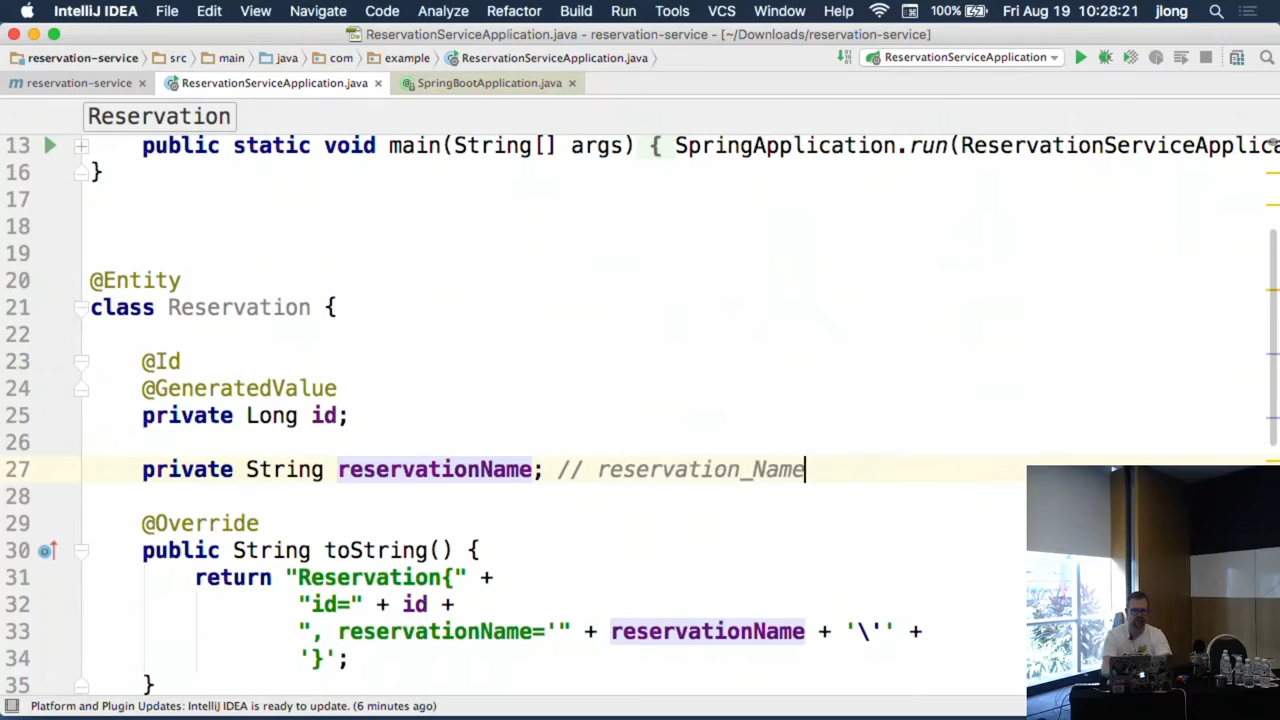 IntelliJ IDEA File Edit View Navigate Code Analyze Refactor Build Run Tools VCS Window Help 100% Fri Aug 19 10:28:21 jlong
ReservationServiceApplication.java - reservation-service - [~/Downloads/reservation-service]
reservation-service src main java com example ReservationServiceApplication.java ReservationServiceApplication
m reservation-service ReservationServiceApplication.java SpringBootApplication.java
Reservation
13 public static void main(String[] args) { SpringApplication.run(ReservationServiceApplica
16 }
17
18
19
20 @Entity
21 class Reservation {
22
23 @Id
24 @GeneratedValue
25 private Long id;
26
27 private String reservationName; // reservation_Name
28
29 @Override
30 public String toString() {
31 return "Reservation{" +
32 "id=" + id +
33 ", reservationName='" + reservationName + '\'' +
34 '}';
35 }
Platform and Plugin Updates: IntelliJ IDEA is ready to update. (6 minutes ago)